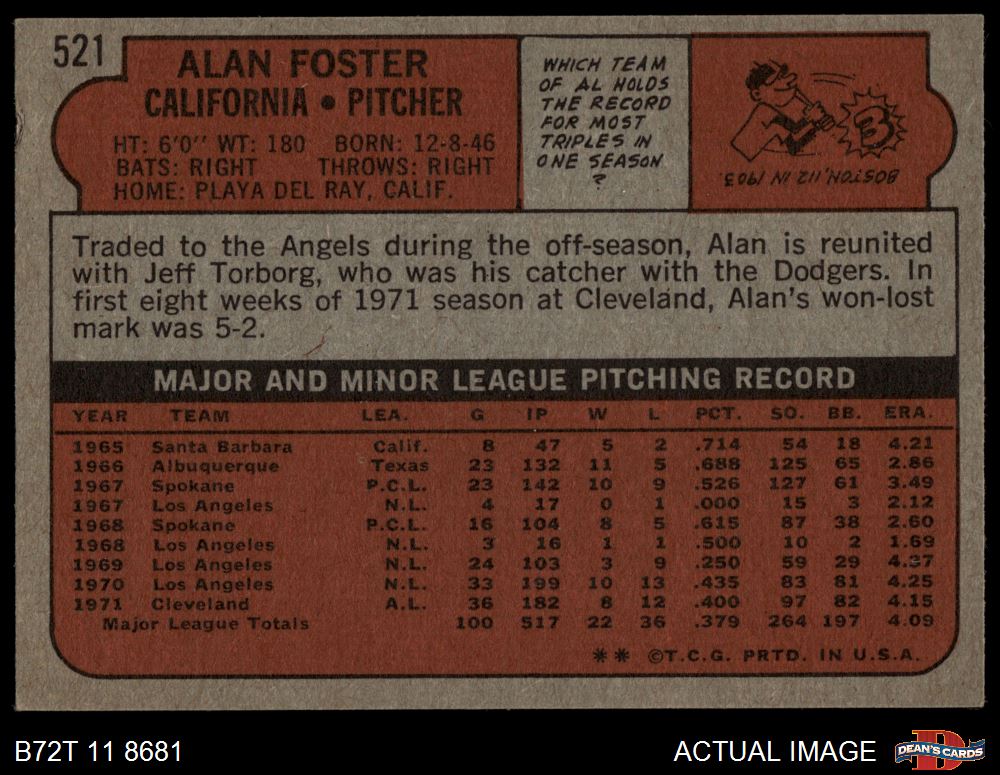 521
ALAN FOSTER
CALIFORNIA • PITCHER
HT: 6'0" WT: 180 BORN: 12-8-46
BATS: RIGHT THROWS: RIGHT
HOME: PLAYA DEL RAY, CALIF.
WHICH TEAM
OF AL HOLDS
THE RECORD
FOR MOST
TRIPLES IN
ONE SEASON
?
3
BOSTON, 112 IN 1903.
Traded to the Angels during the off-season, Alan is reunited
with Jeff Torborg, who was his catcher with the Dodgers. In
first eight weeks of 1971 season at Cleveland, Alan's won-lost
mark was 5-2.
MAJOR AND MINOR LEAGUE PITCHING RECORD
YEAR TEAM LEA. G IP W L PCT. SO. BB. ERA.
1965 Santa Barbara Calif. 8 47 5 2 .714 54 18 4.21
1966 Albuquerque Texas 23 132 11 5 .688 125 65 2.86
1967 Spokane P.C.L. 23 142 10 9 .526 127 61 3.49
1967 Los Angeles N.L. 4 17 0 1 .000 15 3 2.12
1968 Spokane P.C.L. 16 104 8 5 .615 87 38 2.60
1968 Los Angeles N.L. 3 16 1 1 .500 10 2 1.69
1969 Los Angeles N.L. 24 103 3 9 .250 59 29 4.37
1970 Los Angeles N.L. 33 199 10 13 .435 83 81 4.25
1971 Cleveland A.L. 36 182 8 12 .400 97 82 4.15
Major League Totals 100 517 22 36 .379 264 197 4.09
** ©T.C.G. PRTD. IN U.S.A.
B72T 11 8681
ACTUAL IMAGE
DEAN'S CARDS